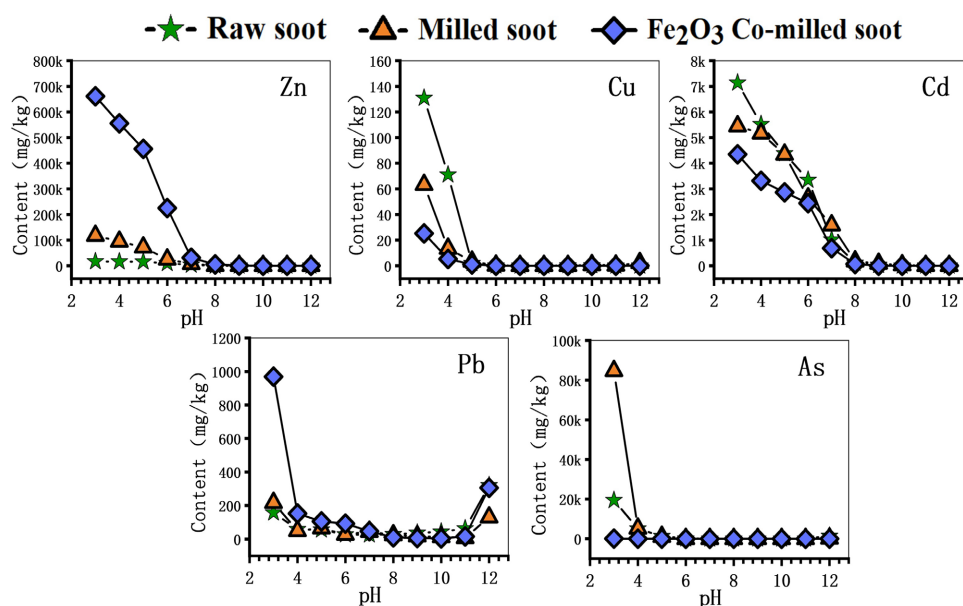 Raw soot Milled soot Fe₂O₃ Co-milled soot
Zn
Content (mg/kg)
800k
700k
600k
500k
400k
300k
200k
100k
0
2 4 6 8 10 12
pH
Cu
Content (mg/kg)
160
140
120
100
80
60
40
20
0
2 4 6 8 10 12
pH
Cd
Content (mg/kg)
8k
7k
6k
5k
4k
3k
2k
1k
0
2 4 6 8 10 12
pH
Pb
Content (mg/kg)
1200
1000
800
600
400
200
0
2 4 6 8 10 12
pH
As
Content (mg/kg)
100k
80k
60k
40k
20k
0
2 4 6 8 10 12
pH